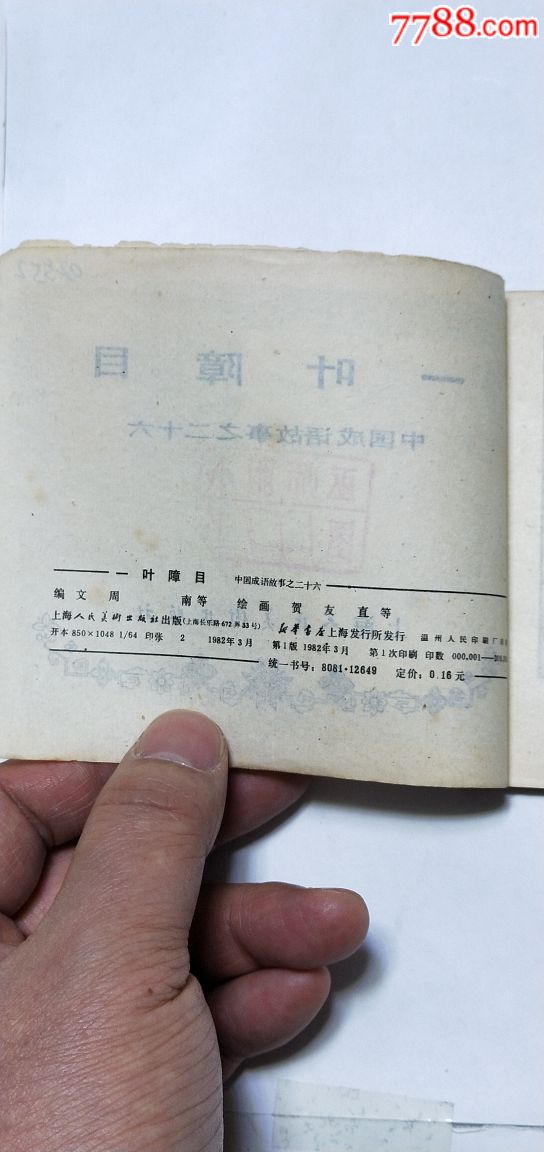 7788.com
一叶障目
中国成语故事之二十六
一叶障目 中国成语故事之二十六
编文 周 南等 绘画 贺友直等
上海人民美术出版社出版(上海长乐路672弄33号) 新华书店上海发行所发行 温州人民印刷厂
开本 850×1048 1/64 印张 2 1982年3月 第1版 1982年3月 第1次印刷 印数 000,001—
统一书号: 8081·12649 定价: 0.16元